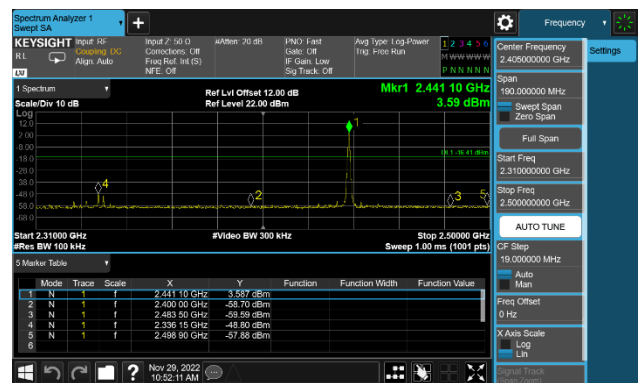 Spectrum Analyzer 1
Swept SA
+
Frequency
KEYSIGHT
RL
Input: RF
Coupling: DC
Align: Auto
Input Z: 50 Ω
Corrections: Off
Freq Ref: Int (S)
NFE: Off
#Atten: 20 dB
PNO: Fast
Gate: Off
IF Gain: Low
Sig Track: Off
Avg Type: Log-Power
Trig: Free Run
1 2 3 4 5 6
M W W W W W
P N N N N N
LW
1 Spectrum
Scale/Div 10 dB
Log
Ref Lvl Offset 12.00 dB
Ref Level 22.00 dBm
Mkr1 2.441 10 GHz
3.59 dBm
12.0
2.00
-8.00
-18.0
-28.0
-38.0
-48.0
-58.0
-68.0
1
DL1 -16.41 dBm
4
2
3
5
Start 2.31000 GHz
#Res BW 100 kHz
#Video BW 300 kHz
Stop 2.50000 GHz
Sweep 1.00 ms (1001 pts)
5 Marker Table
Mode Trace Scale X Y Function Function Width Function Value
1 N 1 f 2.441 10 GHz 3.587 dBm
2 N 1 f 2.400 00 GHz -58.70 dBm
3 N 1 f 2.483 50 GHz -59.59 dBm
4 N 1 f 2.336 15 GHz -48.80 dBm
5 N 1 f 2.498 90 GHz -57.88 dBm
6
?
Nov 29, 2022
10:52:11 AM
Center Frequency
2.405000000 GHz
Settings
Span
190.000000 MHz
Swept Span
Zero Span
Full Span
Start Freq
2.310000000 GHz
Stop Freq
2.500000000 GHz
AUTO TUNE
CF Step
19.000000 MHz
Auto
Man
Freq Offset
0 Hz
X Axis Scale
Log
Lin
Signal Track
(Span Zoom)